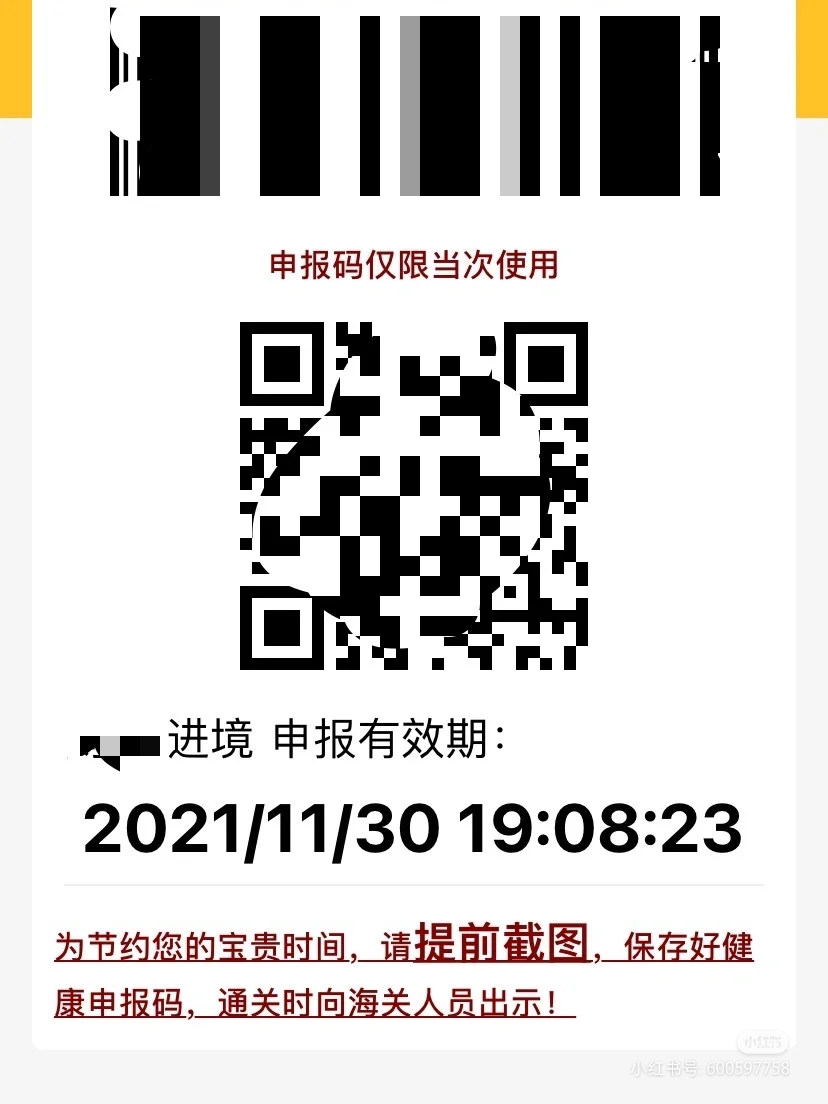 申报码仅限当次使用
进境 申报有效期：
2021/11/30 19:08:23
为节约您的宝贵时间，请提前截图，保存好健
康申报码，通关时向海关人员出示！
小红书
小红书号: 600597758